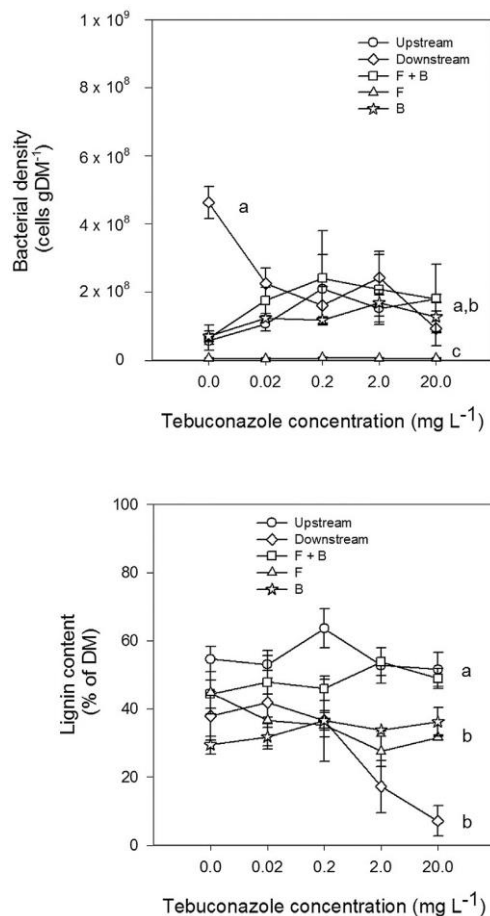 1 x 10⁹
8 x 10⁸
6 x 10⁸
4 x 10⁸
2 x 10⁸
0
Bacterial density
(cells gDM⁻¹)
Upstream
Downstream
F + B
F
B
a
a,b
c
0.0 0.02 0.2 2.0 20.0
Tebuconazole concentration (mg L⁻¹)
100
80
60
40
20
0
Lignin content
(% of DM)
Upstream
Downstream
F + B
F
B
a
b
b
0.0 0.02 0.2 2.0 20.0
Tebuconazole concentration (mg L⁻¹)